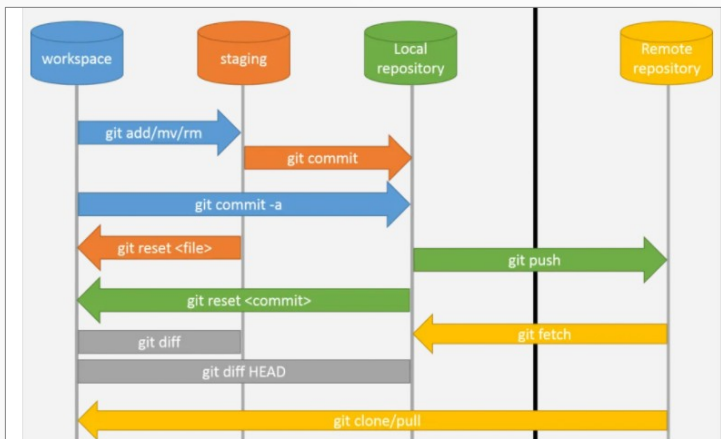 workspace
staging
Local
repository
Remote
repository
git add/mv/rm
git commit
git commit -a
git reset <file>
git push
git reset <commit>
git fetch
git diff
git diff HEAD
git clone/pull